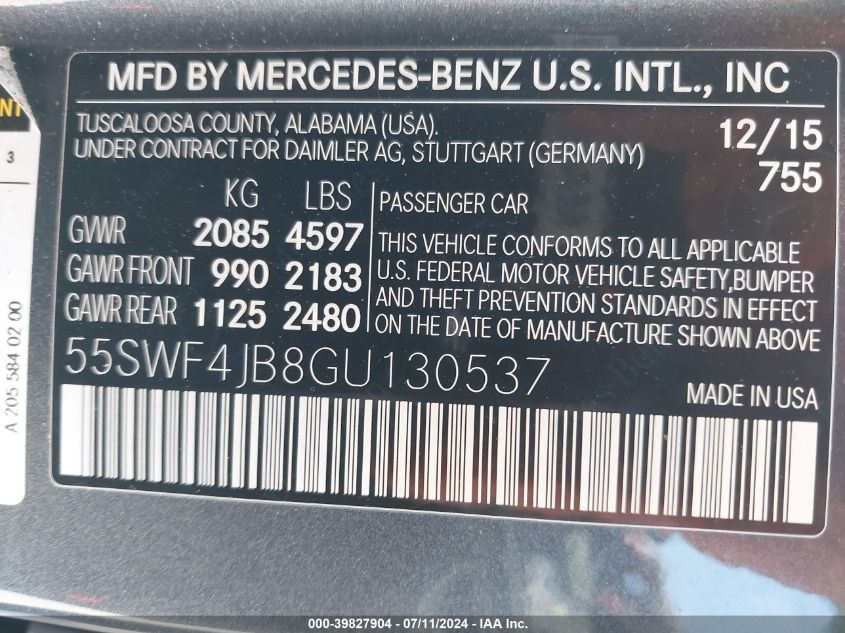 MFD BY MERCEDES-BENZ U.S. INTL., INC
TUSCALOOSA COUNTY, ALABAMA (USA).
UNDER CONTRACT FOR DAIMLER AG, STUTTGART (GERMANY)
12/15
755
KG LBS
GVWR 2085 4597
GAWR FRONT 990 2183
GAWR REAR 1125 2480
PASSENGER CAR
THIS VEHICLE CONFORMS TO ALL APPLICABLE
U.S. FEDERAL MOTOR VEHICLE SAFETY,BUMPER
AND THEFT PREVENTION STANDARDS IN EFFECT
ON THE DATE OF MANUFACTURE SHOWN ABOVE
55SWF4JB8GU130537
MADE IN USA
NT
3
A 205 584 02 00
000-39827904 - 07/11/2024 - IAA Inc.